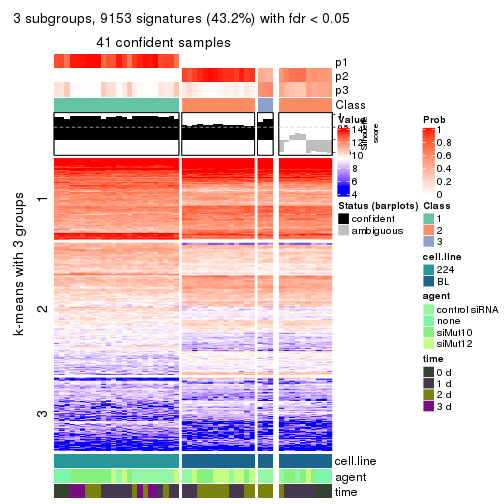 3 subgroups, 9153 signatures (43.2%) with fdr < 0.05
41 confident samples
p1
p2
p3
Class
Silhouette
score
k-means with 3 groups
1
2
3
cell.line
agent
time
Value
14
12
10
8
6
4
Status (barplots)
confident
ambiguous
Prob
1
0.8
0.6
0.4
0.2
0
Class
1
2
3
cell.line
224
BL
agent
control siRNA
none
siMut10
siMut12
time
0 d
1 d
2 d
3 d